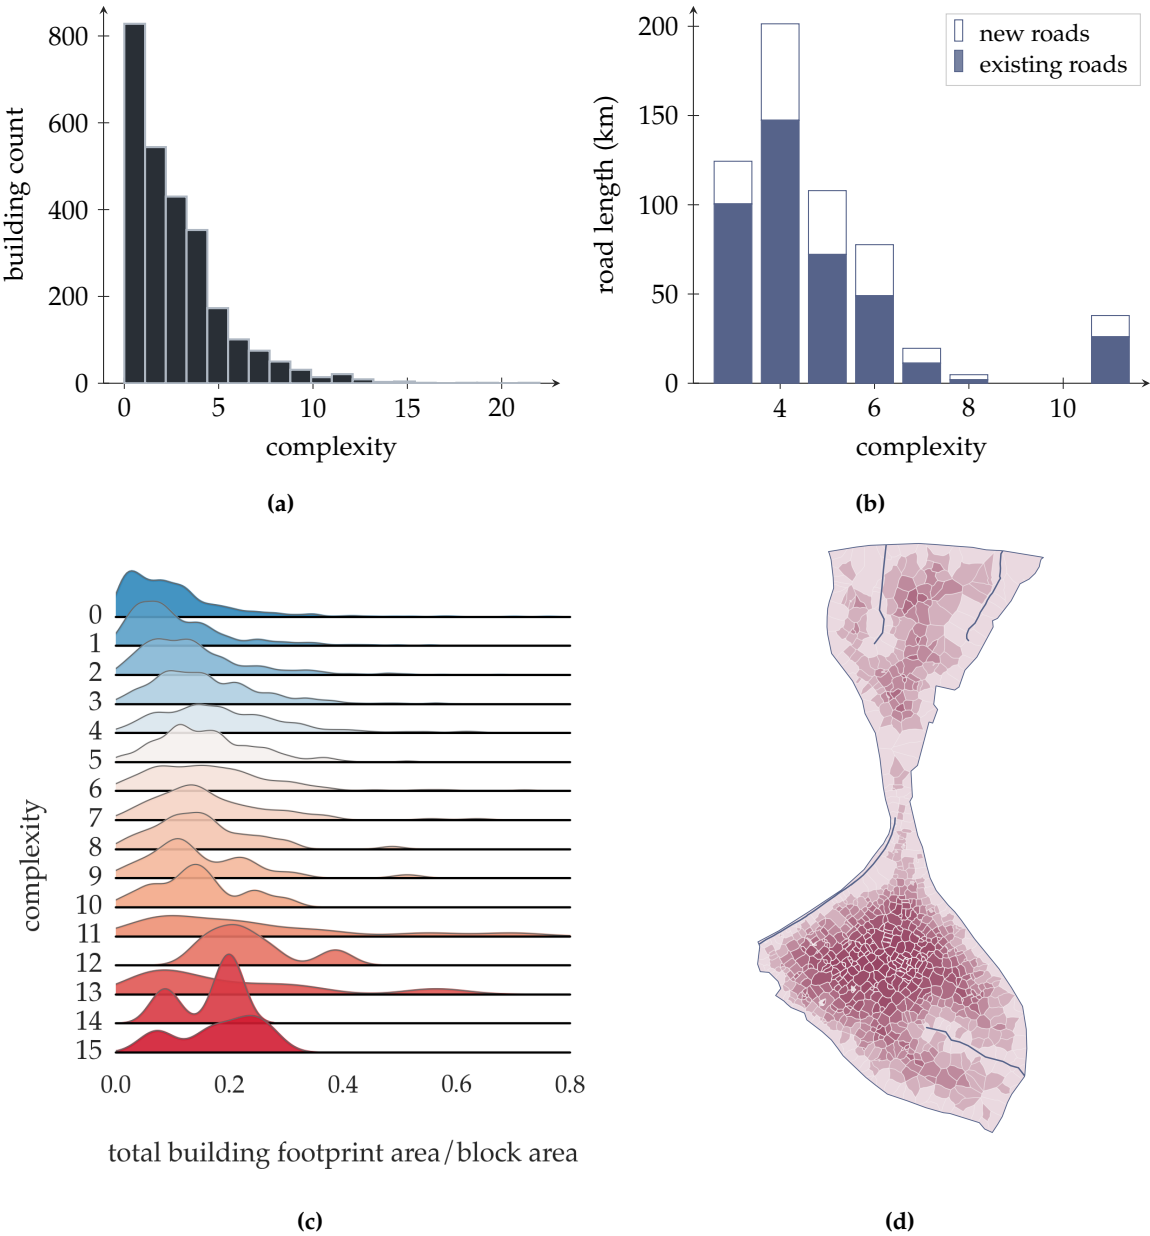 800
600
400
200
0
building count
0 5 10 15 20
complexity
(a)
200
150
100
50
0
road length (km)
new roads
existing roads
4 6 8 10
complexity
(b)
0
1
2
3
4
5
6
7
8
9
10
11
12
13
14
15
complexity
0.0 0.2 0.4 0.6 0.8
total building footprint area/block area
(c)
(d)